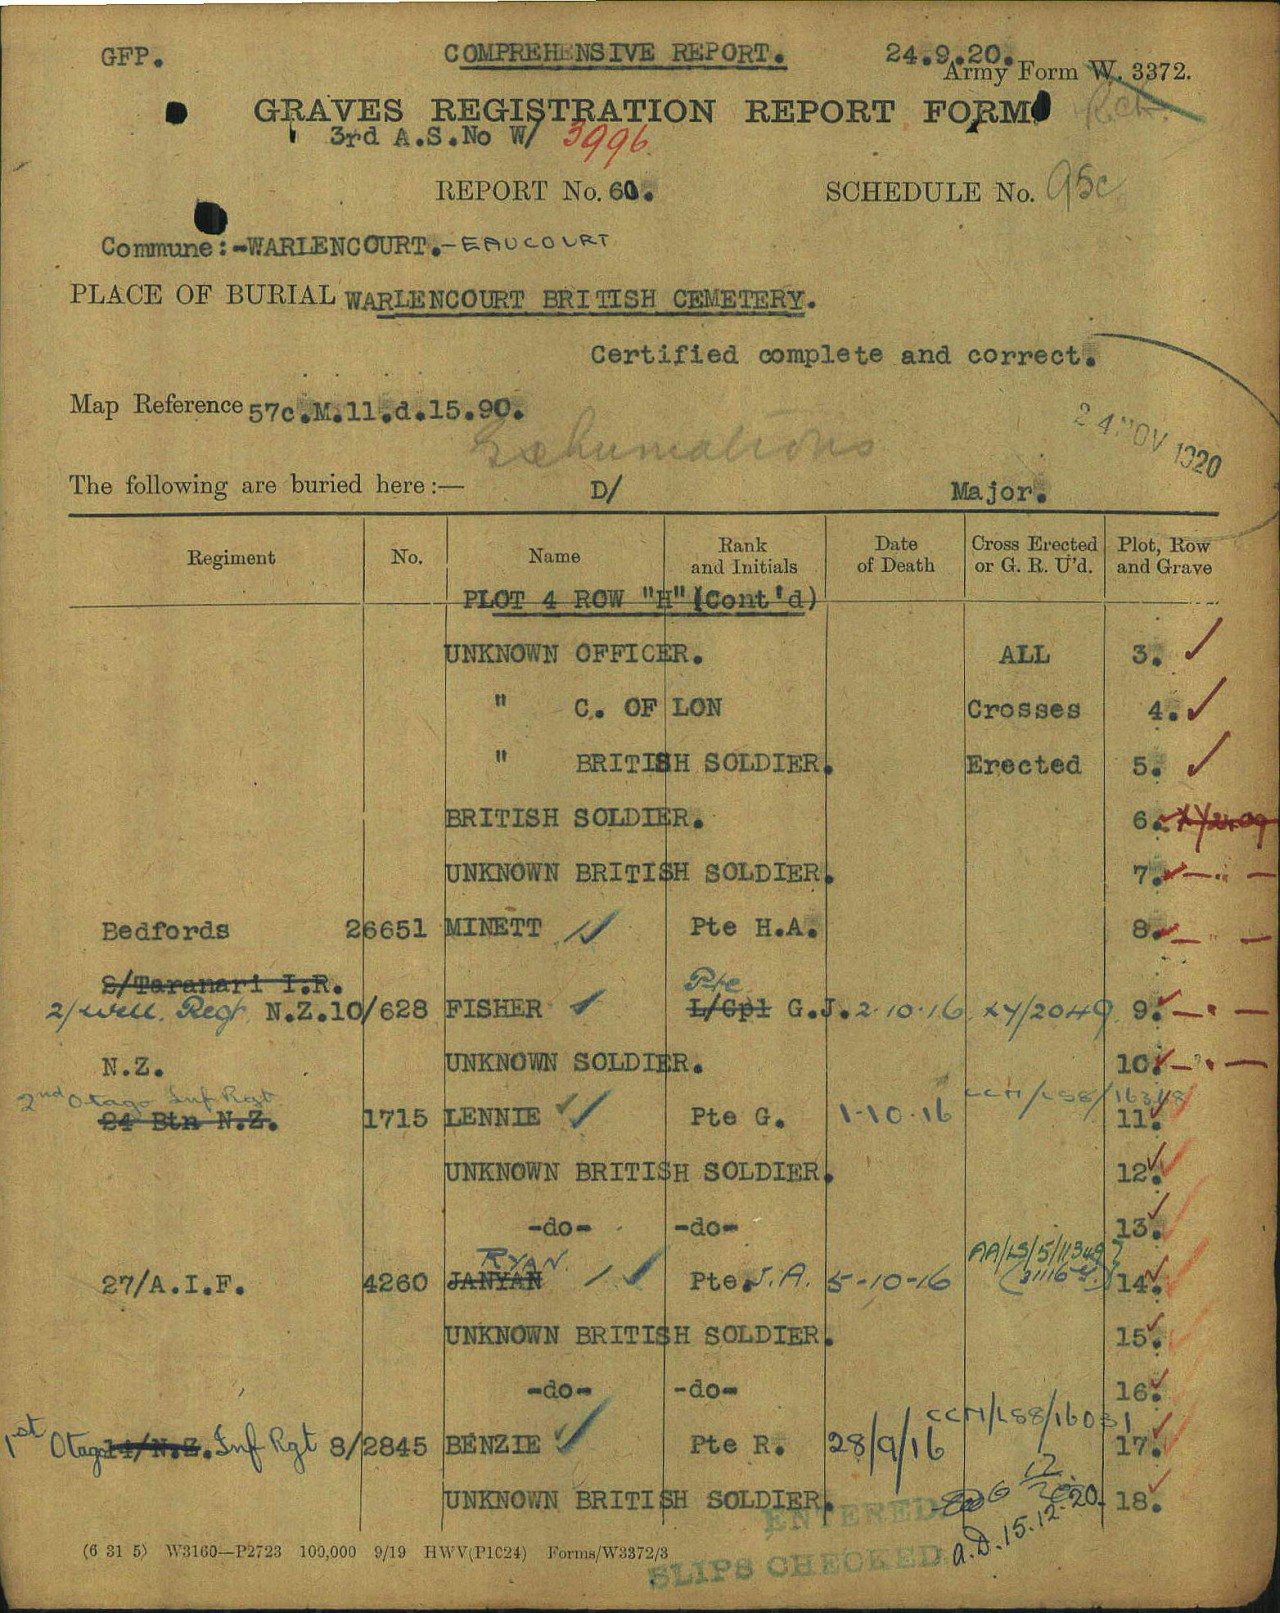 GFP. COMPREHENSIVE REPORT. 24.9.20.
Army Form W. 3372.
GRAVES REGISTRATION REPORT FORM
3rd A.S.No W/ 3996
REPORT No. 60. SCHEDULE No. 95c
Commune:-WARLENCOURT.-EAUCOURT
PLACE OF BURIAL WARLENCOURT BRITISH CEMETERY.
Certified complete and correct.
Map Reference 57c.M.11.d.15.90.
Exhumations
24 NOV 1920
The following are buried here:— D/ Major.
Regiment No. Name Rank and Initials Date of Death Cross Erected or G. R. U'd. Plot, Row and Grave
PLOT 4 ROW "H" (Cont'd)
UNKNOWN OFFICER. ALL 3.
" C. OF LON Crosses 4.
" BRITISH SOLDIER. Erected 5.
BRITISH SOLDIER. 6.
UNKNOWN BRITISH SOLDIER. 7.
Bedfords 26651 MINETT Pte H.A. 8.
S/Taranari I.R. Pte
2/Well. Regt N.Z.10/628 FISHER L/Cpl G.J. 2.10.16 XY/2049 9.
N.Z. UNKNOWN SOLDIER. 10.
2nd Otago Inf Rgt
24 Btn N.Z. 1715 LENNIE Pte G. 1-10-16 11.
UNKNOWN BRITISH SOLDIER. 12.
-do- -do- 13.
RYAN
27/A.I.F. 4260 JANYAN Pte. J.A. 5-10-16 14.
UNKNOWN BRITISH SOLDIER. 15.
-do- -do- 16.
1st Otago 14/N.Z. Inf Rgt 8/2845 BENZIE Pte R. 28/9/16 CCM/LS8/16031 17.
UNKNOWN BRITISH SOLDIER. 18.
ENTERED
a.D. 15.12.20.
(6 31 5) W3160—P2723 100,000 9/19 HWV(P1C24) Forms/W3372/3
SLIPS CHECKED